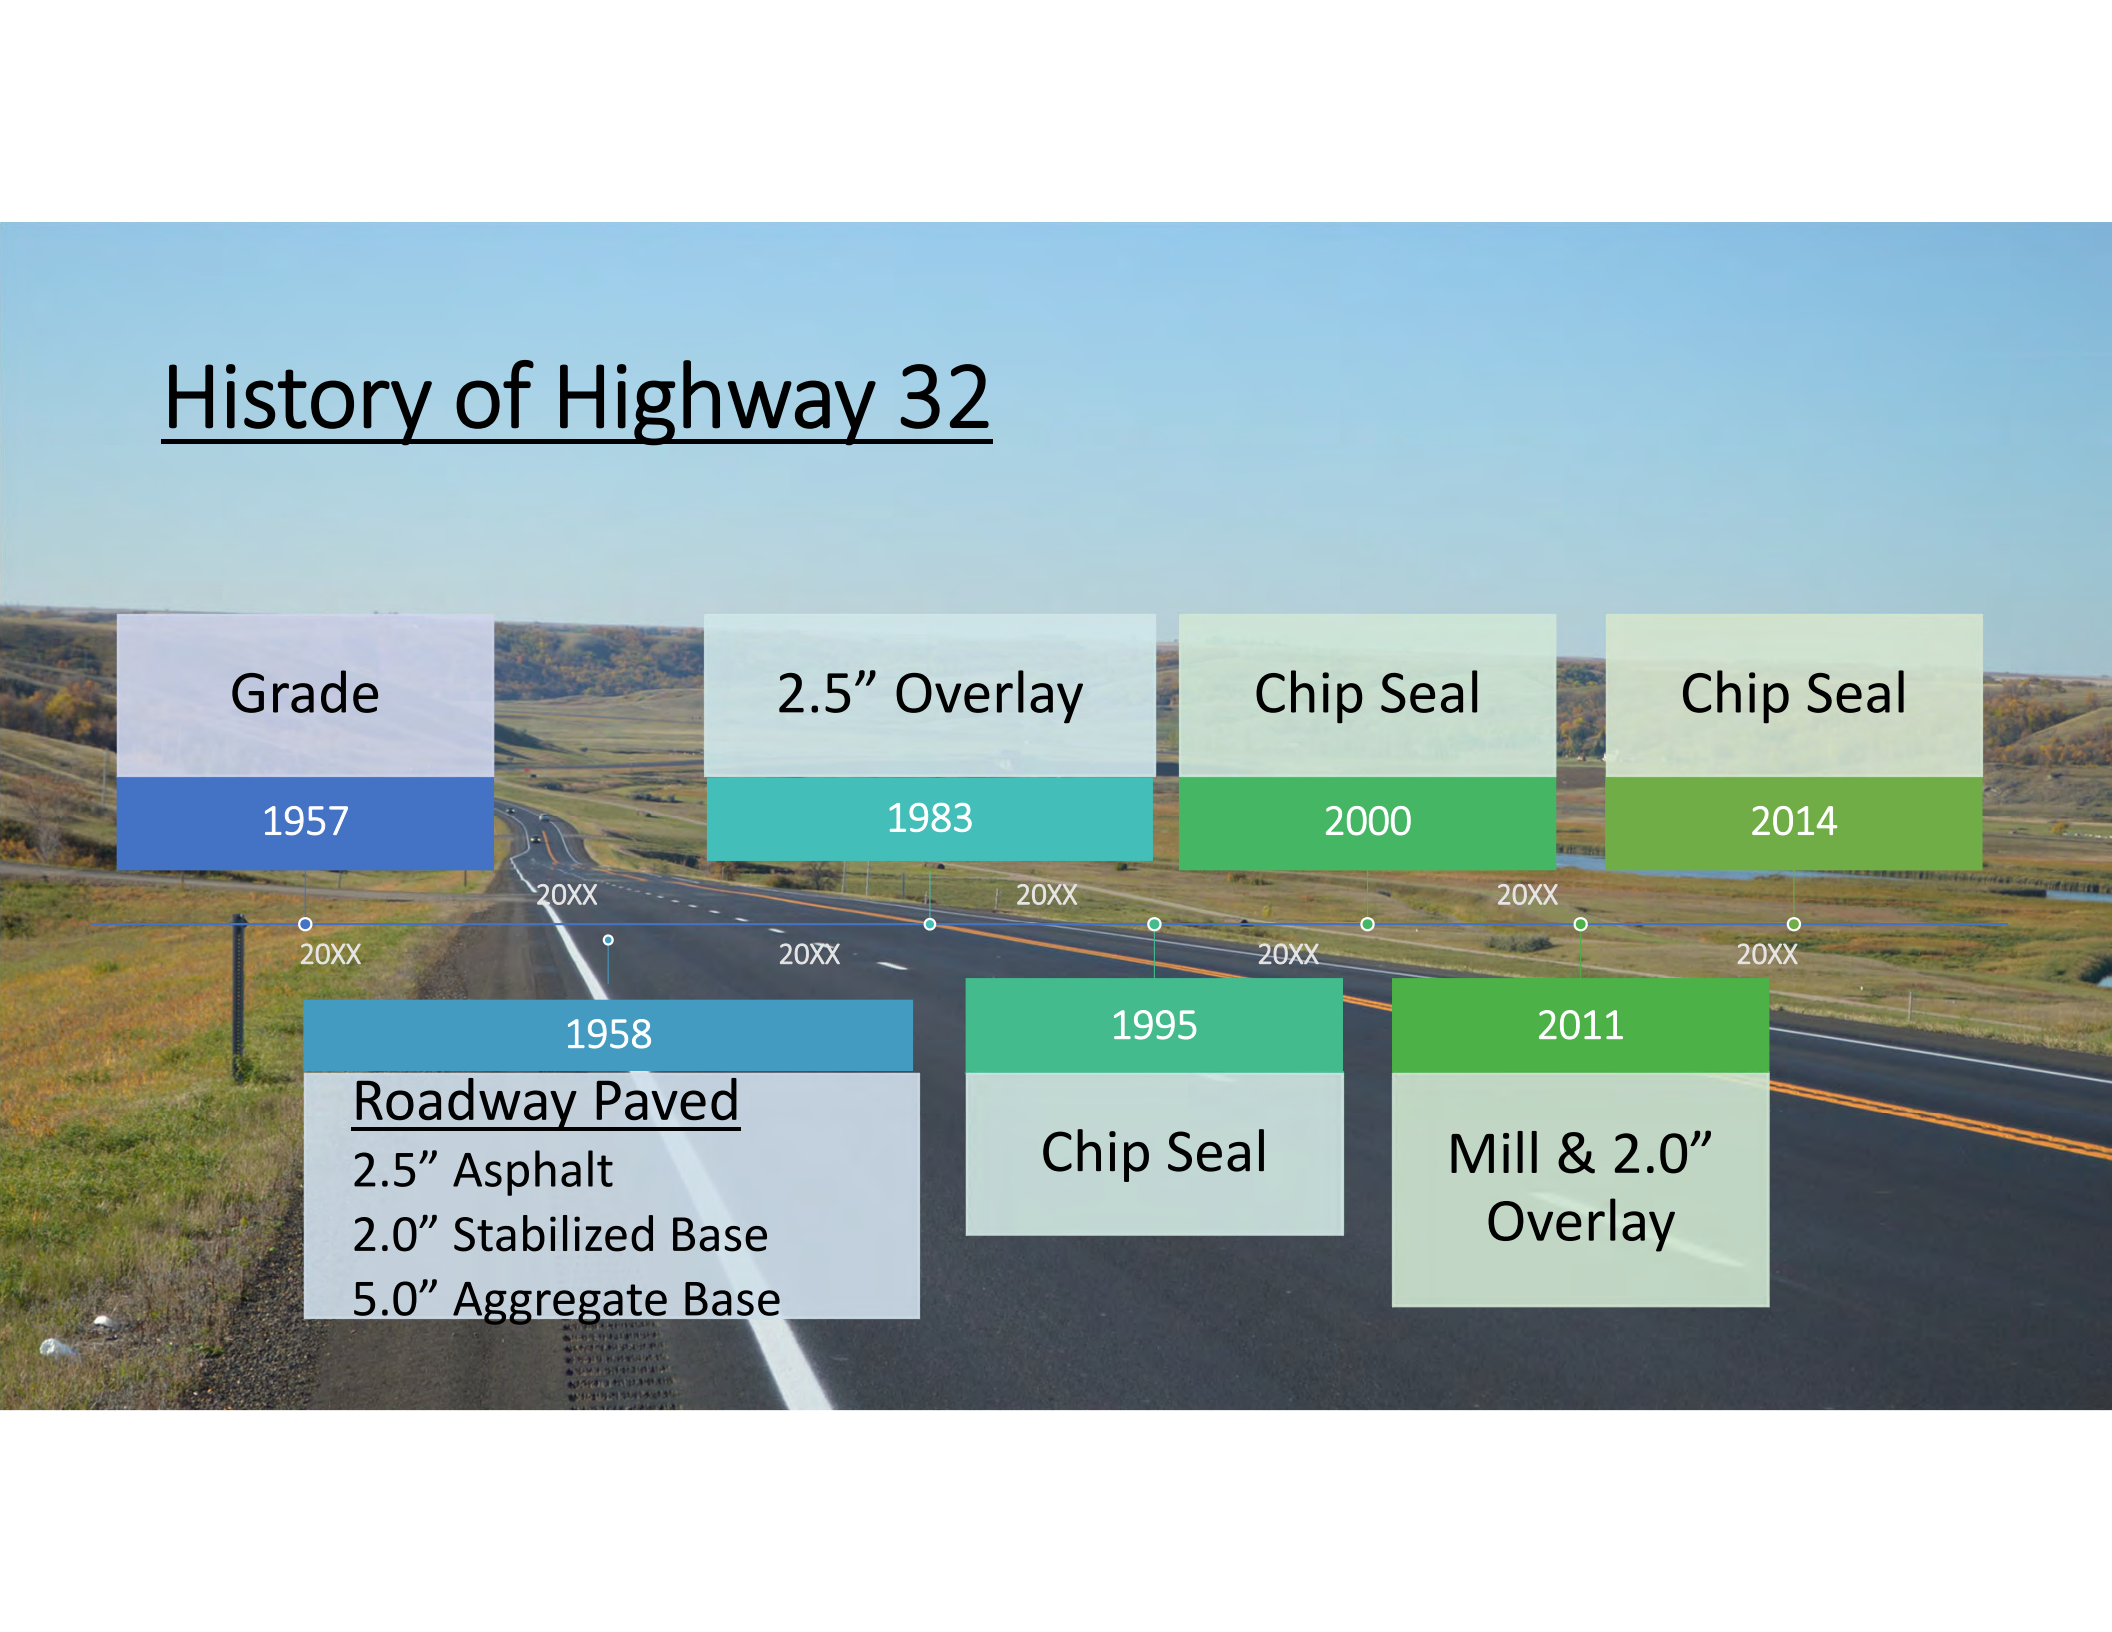 History of Highway 32
Grade
2.5” Overlay
Chip Seal
Chip Seal
1957
1983
2000
2014
20XX
20XX
20XX
20XX
20XX
20XX
20XX
1958
1995
2011
Roadway Paved
2.5” Asphalt
2.0” Stabilized Base
5.0” Aggregate Base
Chip Seal
Mill & 2.0”
Overlay